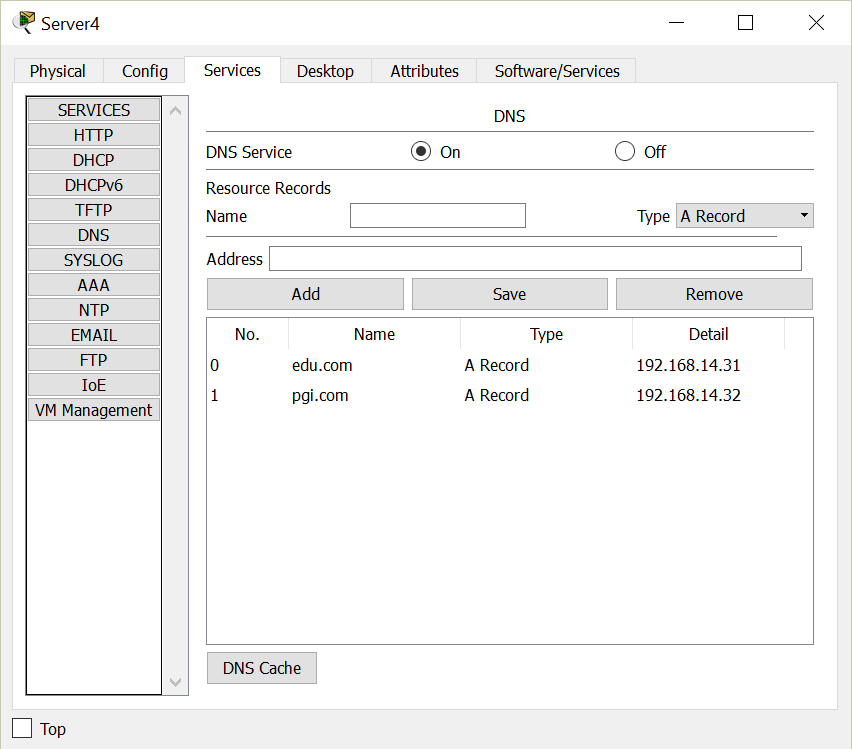 Server4
Physical Config Services Desktop Attributes Software/Services
SERVICES
HTTP
DHCP
DHCPv6
TFTP
DNS
SYSLOG
AAA
NTP
EMAIL
FTP
IoE
VM Management
DNS
DNS Service On Off
Resource Records
Name Type A Record
Address
Add Save Remove
No. Name Type Detail
0 edu.com A Record 192.168.14.31
1 pgi.com A Record 192.168.14.32
DNS Cache
Top